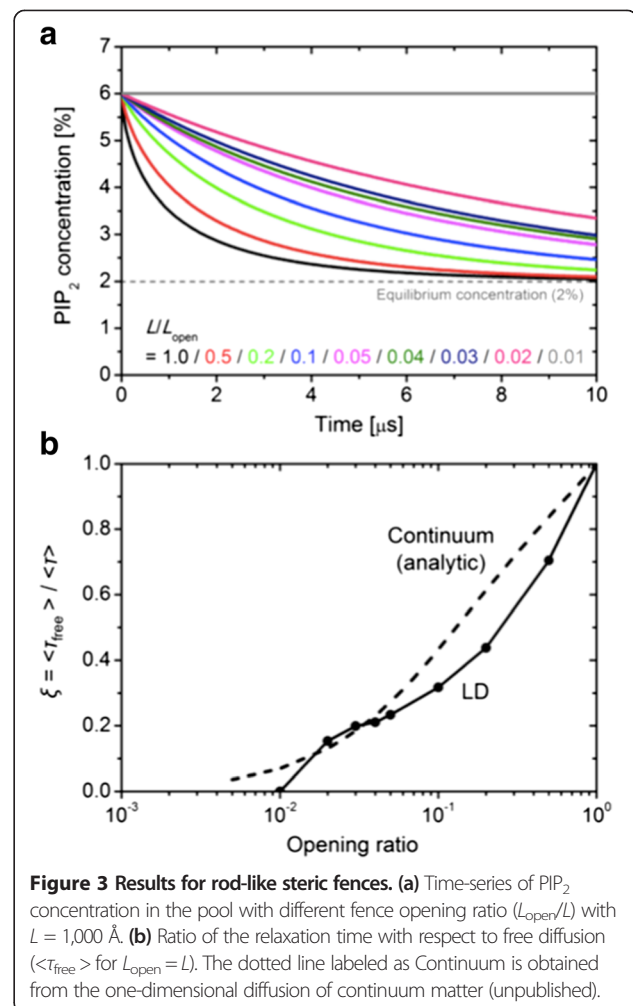 a
7
6
5
4
3
2
1
0
PIP2 concentration [%]
Equilibrium concentration (2%)
L/Lopen
= 1.0 / 0.5 / 0.2 / 0.1 / 0.05 / 0.04 / 0.03 / 0.02 / 0.01
0 2 4 6 8 10
Time [μs]
b
1.0
0.8
0.6
0.4
0.2
0.0
ξ = <τfree> / <τ>
Continuum
(analytic)
LD
10-3 10-2 10-1 100
Opening ratio
Figure 3 Results for rod-like steric fences. (a) Time-series of PIP2
concentration in the pool with different fence opening ratio (Lopen/L) with
L = 1,000 Å. (b) Ratio of the relaxation time with respect to free diffusion
(<τfree > for Lopen = L). The dotted line labeled as Continuum is obtained
from the one-dimensional diffusion of continuum matter (unpublished).